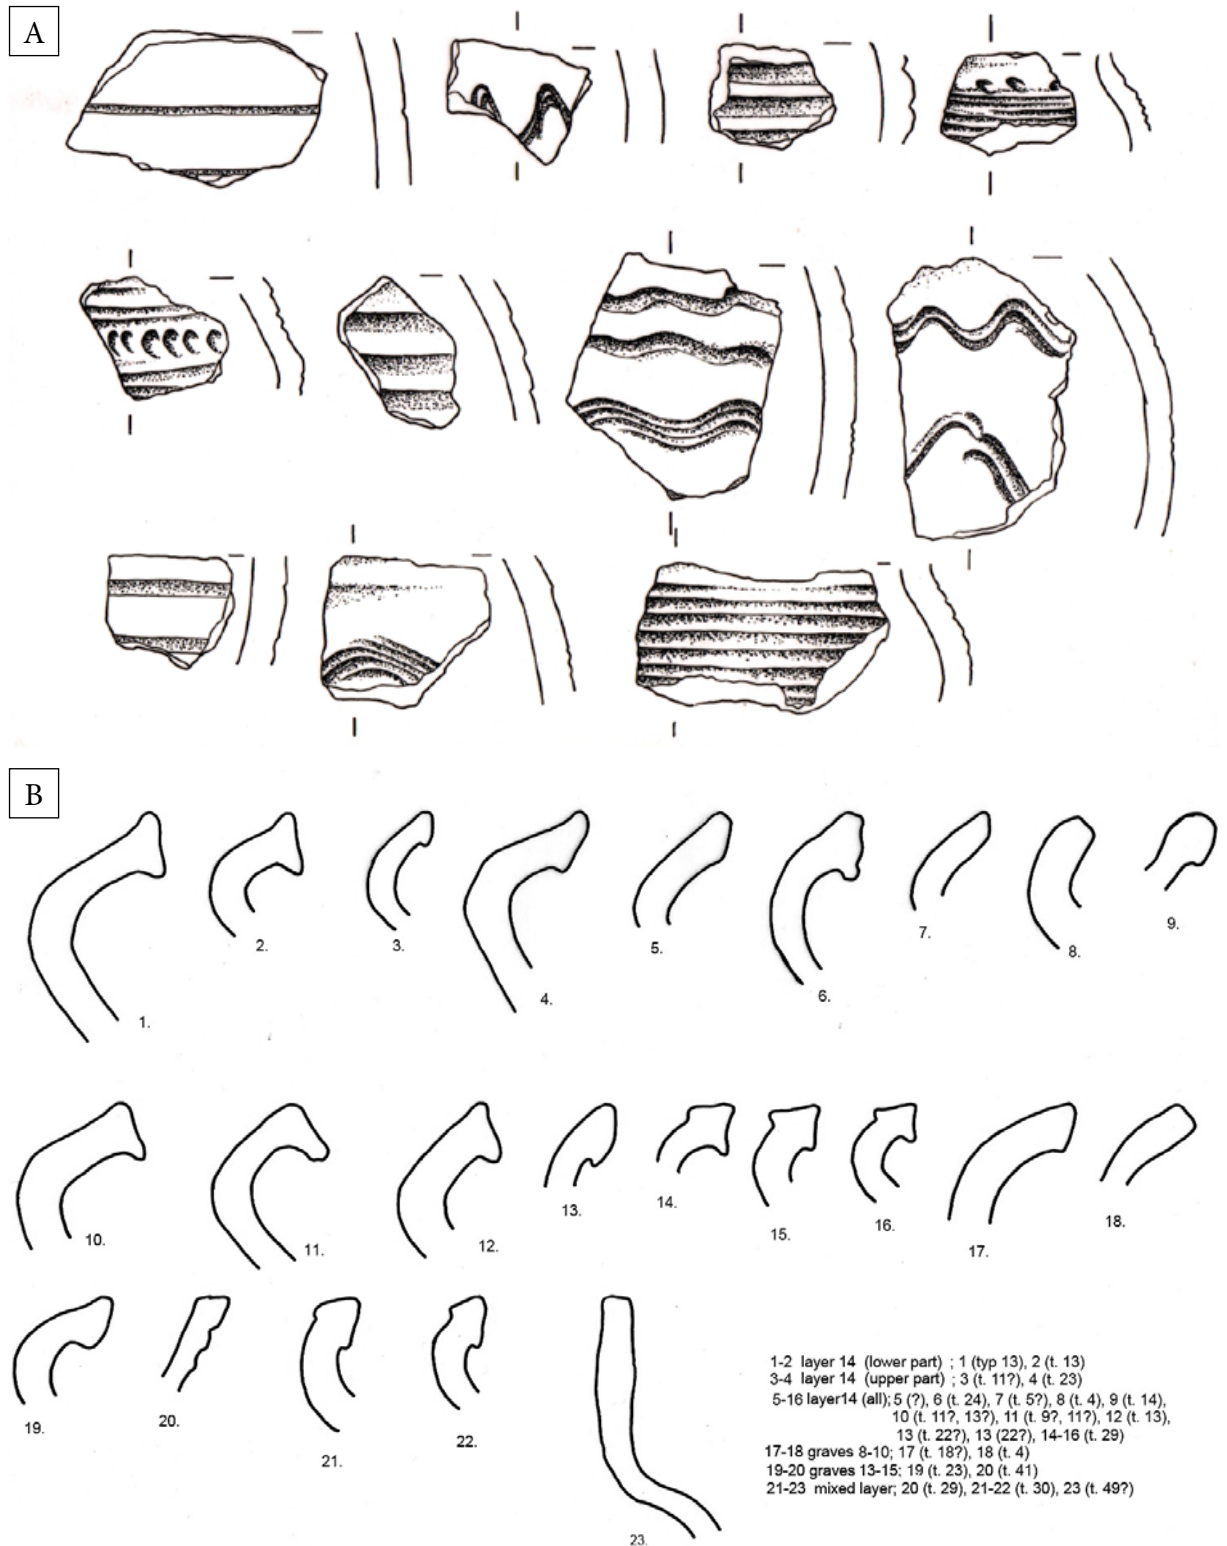 A
B
1.
2.
3.
4.
5.
6.
7.
8.
9.
10.
11.
12.
13.
14.
15.
16.
17.
18.
19.
20.
21.
22.
23.
1-2 layer 14 (lower part) ; 1 (typ 13), 2 (t. 13)
3-4 layer 14 (upper part) ; 3 (t. 11?), 4 (t. 23)
5-16 layer14 (all); 5 (?), 6 (t. 24), 7 (t. 5?), 8 (t. 4), 9 (t. 14),
10 (t. 11?, 13?), 11 (t. 9?, 11?), 12 (t. 13),
13 (t. 22?), 13 (22?), 14-16 (t. 29)
17-18 graves 8-10; 17 (t. 18?), 18 (t. 4)
19-20 graves 13-15; 19 (t. 23), 20 (t. 41)
21-23 mixed layer; 20 (t. 29), 21-22 (t. 30), 23 (t. 49?)